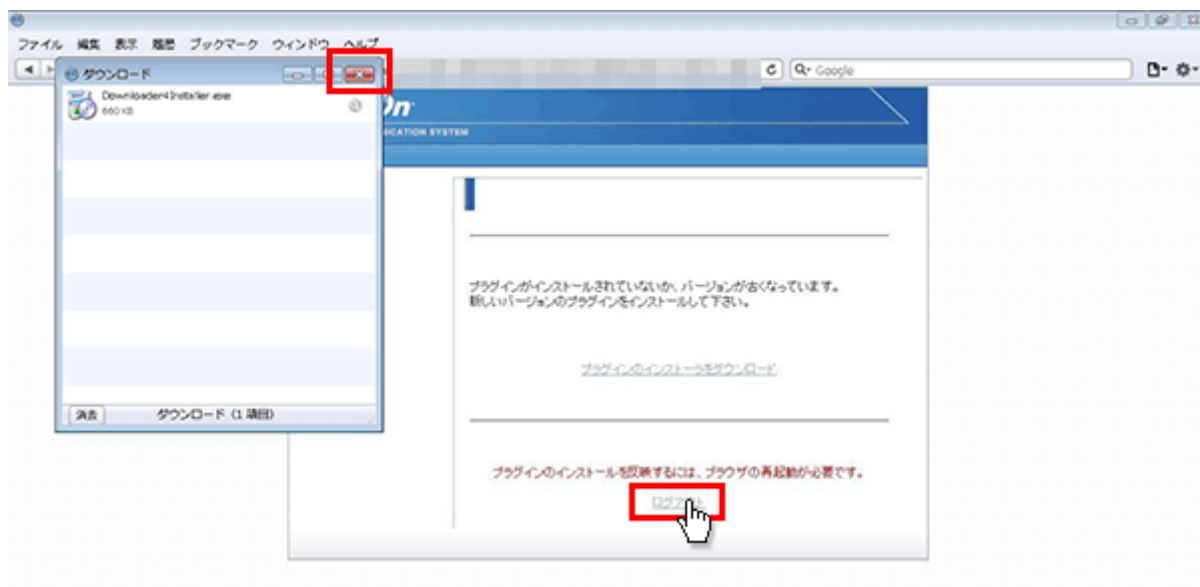 ファイル 編集 表示 履歴 ブックマーク ウィンドウ ヘルプ
ダウンロード
Google
Downloader4Installer.exe
660 KB
On
ICATION SYSTEM
プラグインがインストールされていないか、バージョンが古くなっています。
新しいバージョンのプラグインをインストールして下さい。
プラグインのインストーラをダウンロード
消去
ダウンロード (1 項目)
プラグインのインストールを反映するには、ブラウザの再起動が必要です。
ログアウト